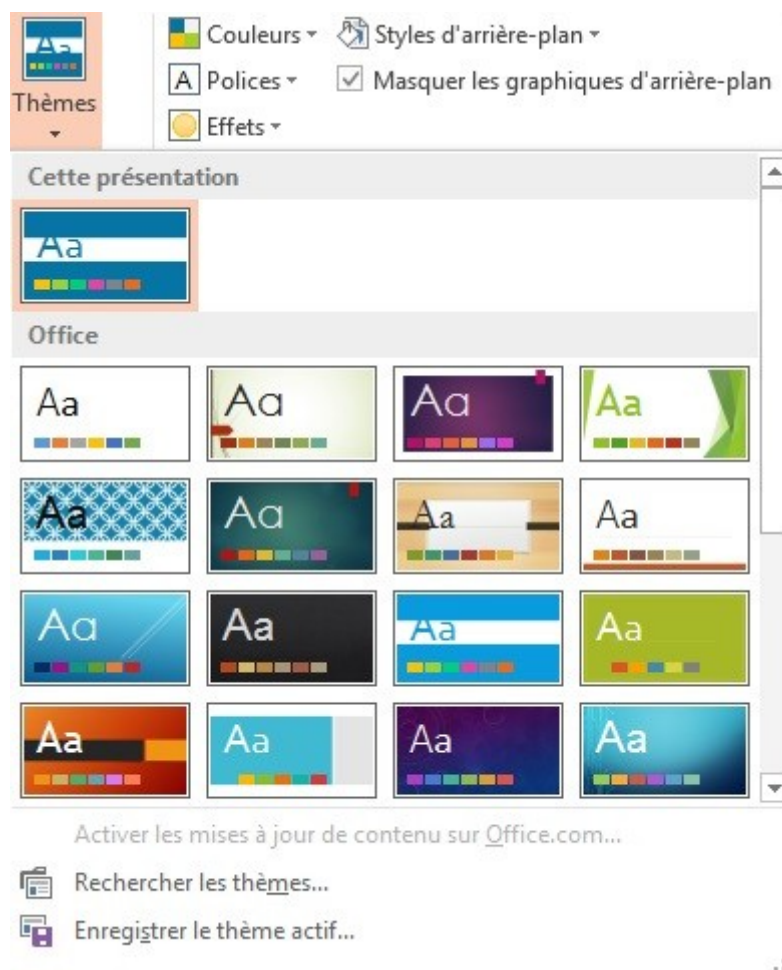 Aa
Thèmes
Couleurs
Styles d'arrière-plan
A Polices
Masquer les graphiques d'arrière-plan
Effets
Cette présentation
Aa
Office
Aa Aa Aa Aa
Aa Aa Aa Aa
Aa Aa Aa Aa
Aa Aa Aa Aa
Activer les mises à jour de contenu sur Office.com...
Rechercher les thèmes...
Enregistrer le thème actif...